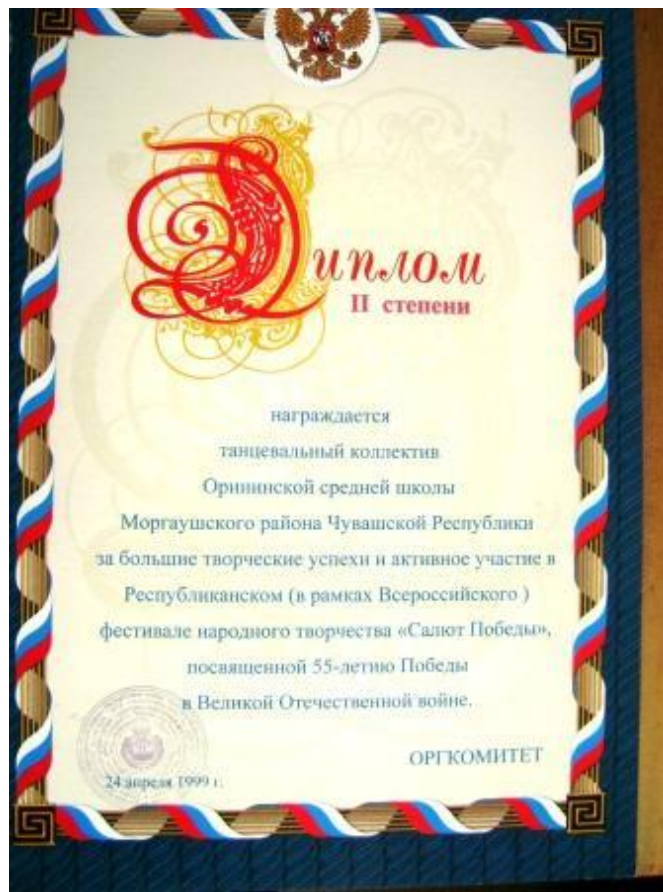 Диплом
II степени
награждается
танцевальный коллектив
Орининской средней школы
Моргаушского района Чувашской Республики
за большие творческие успехи и активное участие в
Республиканском (в рамках Всероссийского )
фестивале народного творчества «Салют Победы»,
посвященной 55-летию Победы
в Великой Отечественной войне.
ОРГКОМИТЕТ
24 апреля 1999 г.